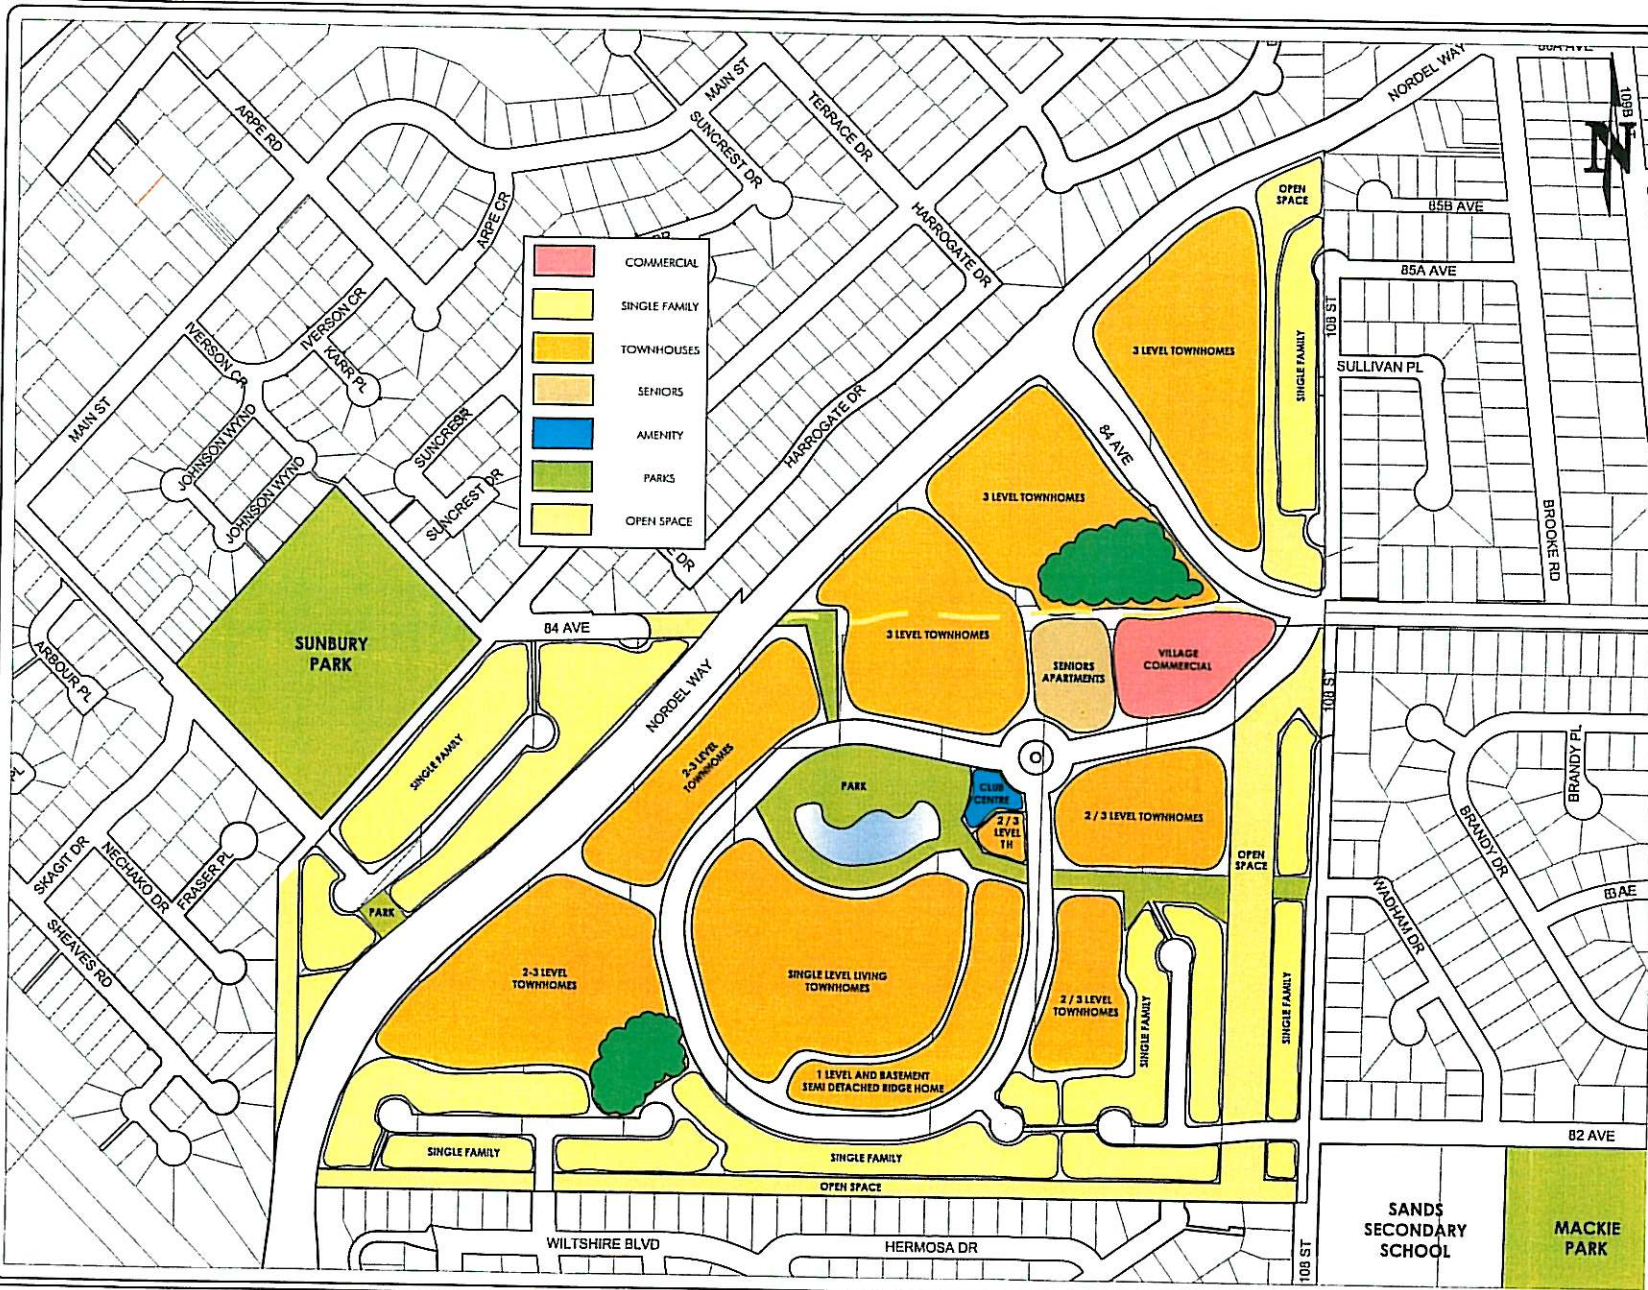 NORDEL WAY
109B
N
MAIN ST
ARPE RD
TERRACE DR
SUNCREST DR
ARPE CR
OPEN
SPACE
85B AVE
HARROGATE DR
COMMERCIAL
SINGLE FAMILY
TOWNHOUSES
SENIORS
AMENITY
PARKS
OPEN SPACE
85A AVE
108 ST
IVERSON CR
IVERSON CR
KARR PL
3 LEVEL TOWNHOMES
SINGLE FAMILY
SULLIVAN PL
MAIN ST
JOHNSON WYND
JOHNSON WYND
SUNCREST DR
HARROGATE DR
84 AVE
3 LEVEL TOWNHOMES
BROOKE RD
SUNBURY
PARK
84 AVE
3 LEVEL TOWNHOMES
SENIORS
APARTMENTS
VILLAGE
COMMERCIAL
108 ST
ARBOUR PL
PL
NORDEL WAY
SINGLE FAMILY
2-3 LEVEL
TOWNHOMES
PARK
CLUB
CENTRE
2 / 3
LEVEL
TH
2 / 3 LEVEL TOWNHOMES
OPEN
SPACE
BRANDY PL
BRANDY DR
SKAGIT DR
NECHAKO DR
FRASER PL
SHEAVES RD
PARK
WADHAM DR
2-3 LEVEL
TOWNHOMES
SINGLE LEVEL LIVING
TOWNHOMES
2 / 3 LEVEL
TOWNHOMES
SINGLE FAMILY
SINGLE FAMILY
1 LEVEL AND BASEMENT
SEMI DETACHED RIDGE HOME
82 AVE
SINGLE FAMILY
SINGLE FAMILY
OPEN SPACE
WILTSHIRE BLVD
HERMOSA DR
108 ST
SANDS
SECONDARY
SCHOOL
MACKIE
PARK